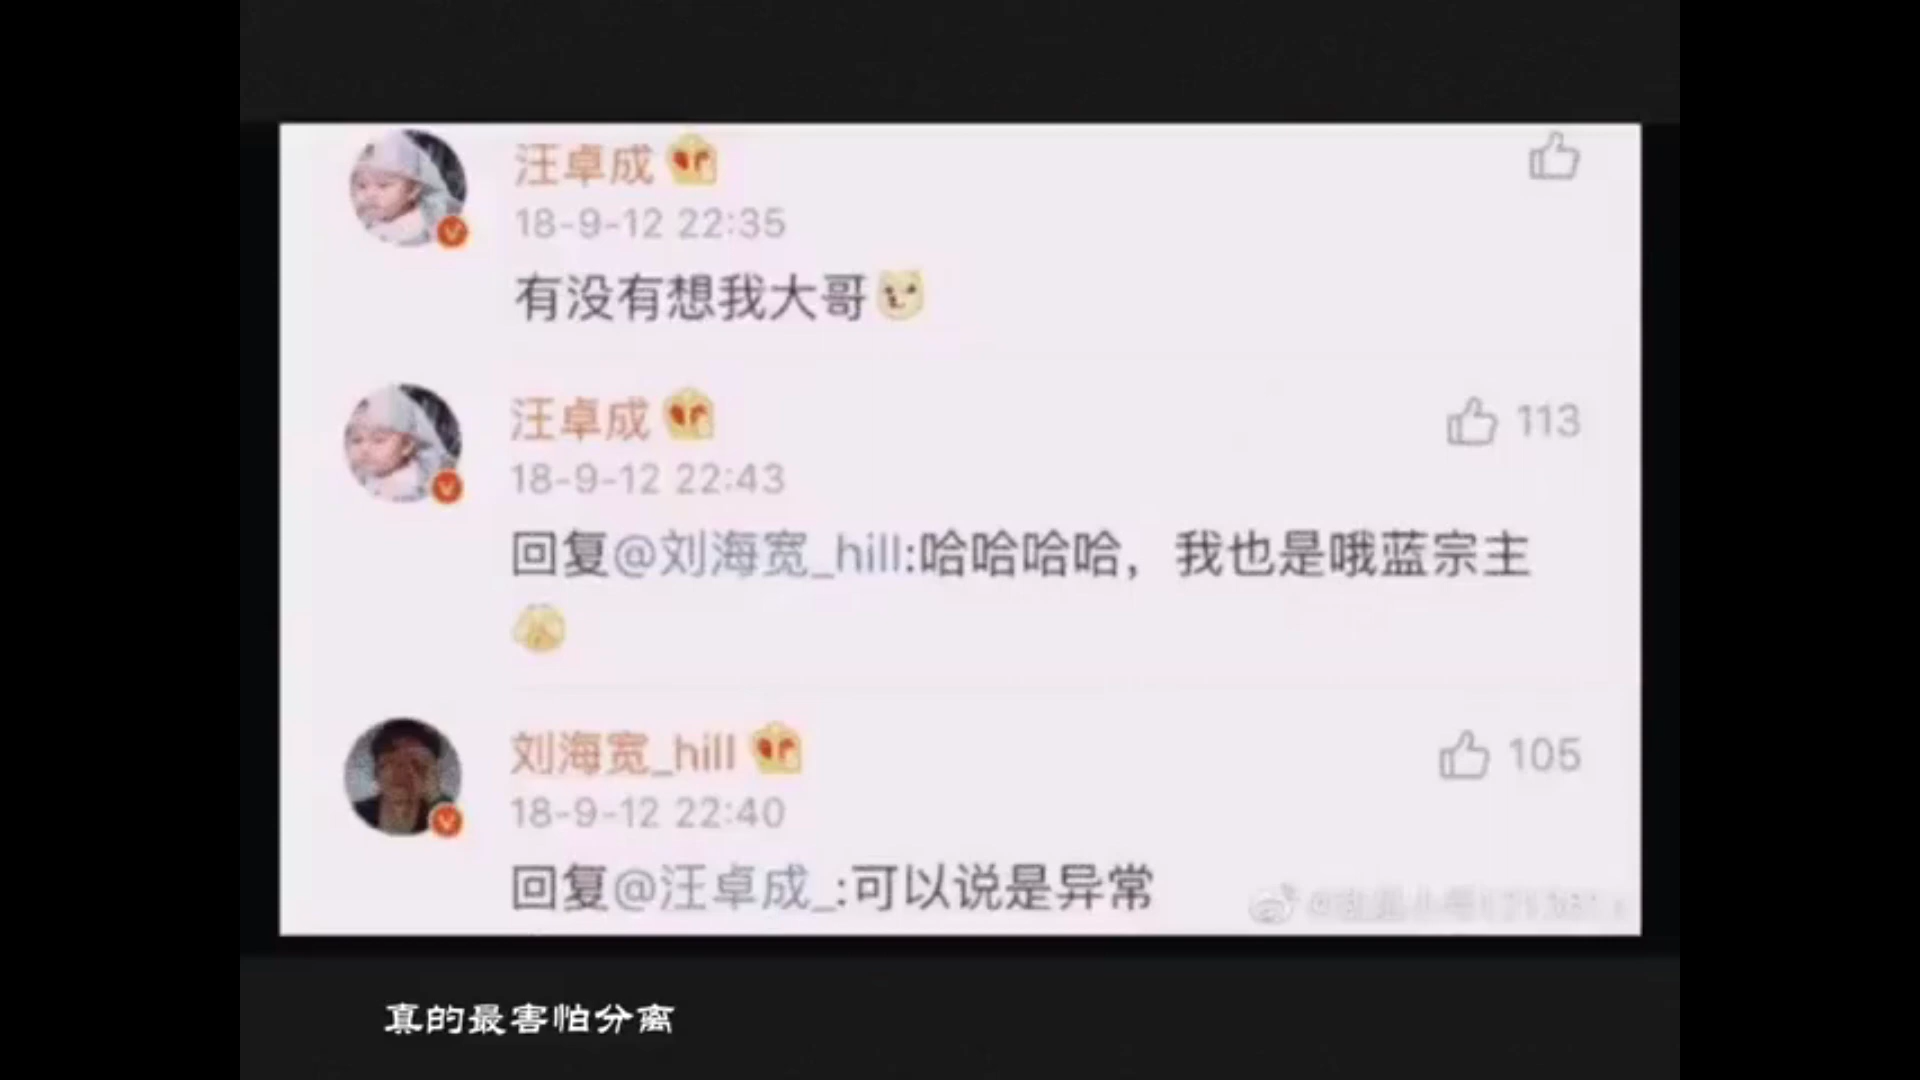 汪卓成
18-9-12 22:35
有没有想我大哥
汪卓成
113
18-9-12 22:43
回复@刘海宽_hill:哈哈哈哈，我也是哦蓝宗主
刘海宽_hill
105
18-9-12 22:40
回复@汪卓成_:可以说是异常
真的最害怕分离